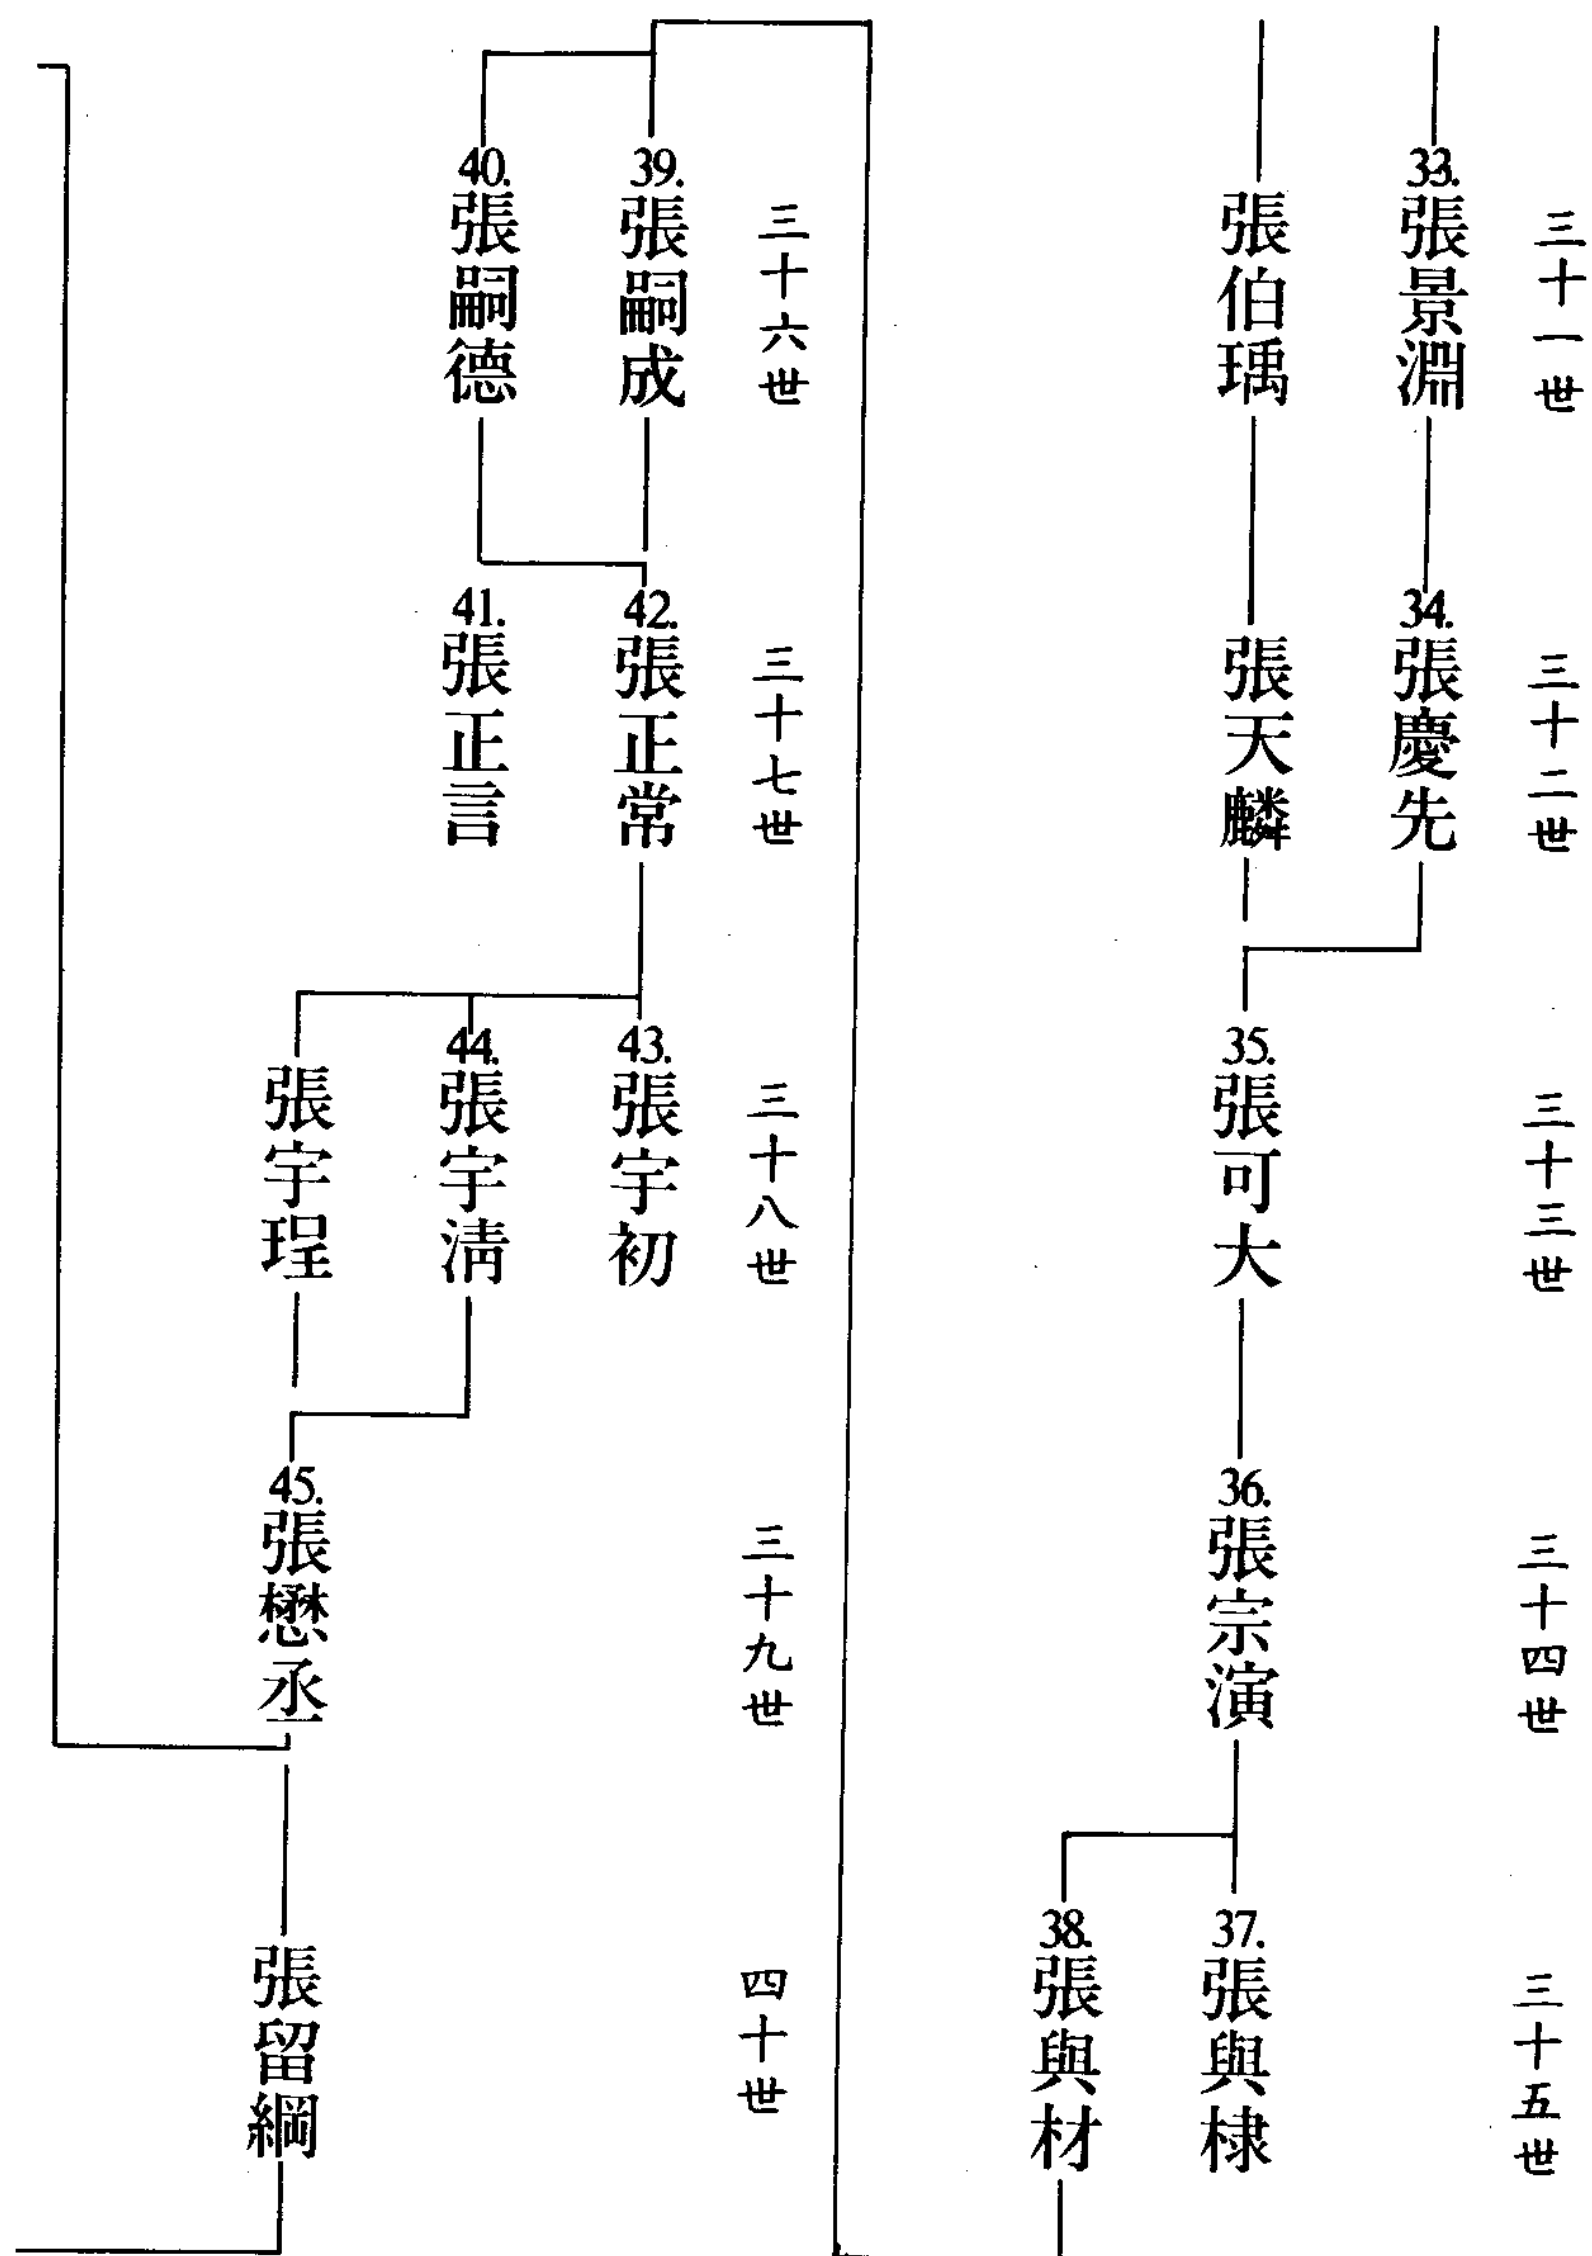 三十一世
33.張景淵
張伯瑀
三十二世
34.張慶先
張天麟
三十三世
35.張可大
三十四世
36.張宗演
三十五世
37.張與棣
38.張與材
三十六世
39.張嗣成
40.張嗣德
三十七世
42.張正常
41.張正言
三十八世
43.張宇初
44.張宇清
張宇珵
三十九世
45.張懋丞
四十世
張留綱